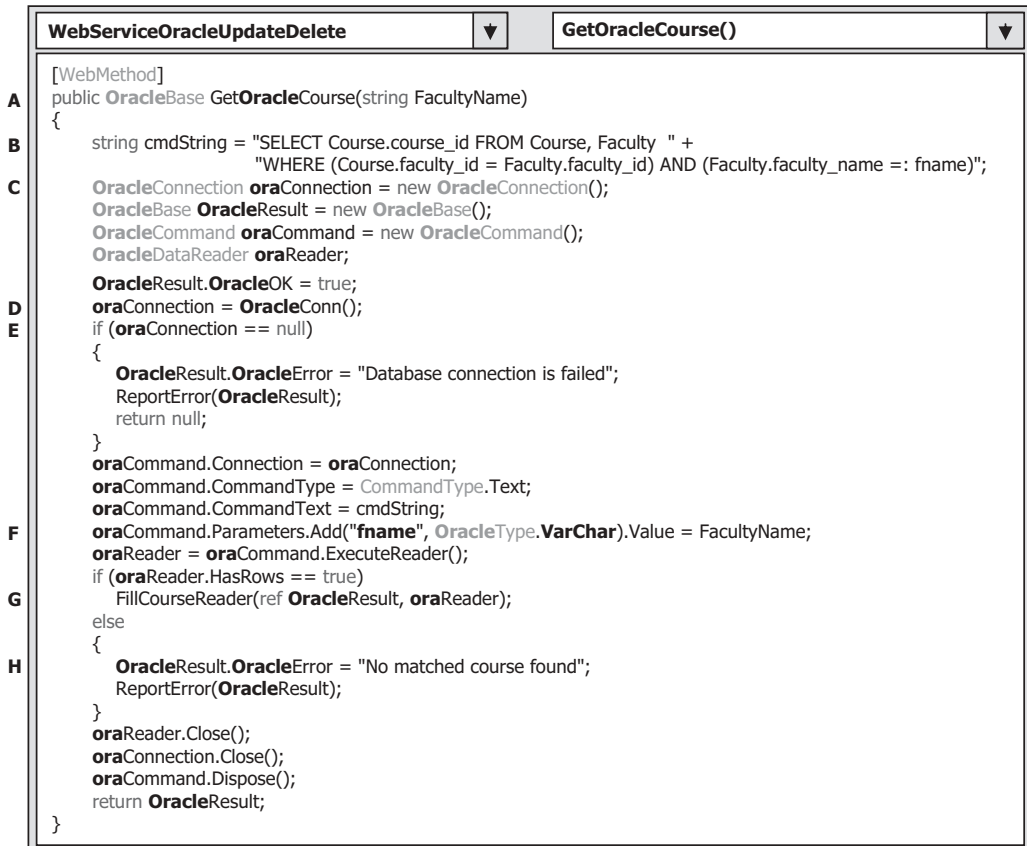 WebServiceOracleUpdateDelete GetOracleCourse()
[WebMethod]
A public OracleBase GetOracleCourse(string FacultyName)
{
B string cmdString = "SELECT Course.course_id FROM Course, Faculty " +
"WHERE (Course.faculty_id = Faculty.faculty_id) AND (Faculty.faculty_name =: fname)";
C OracleConnection oraConnection = new OracleConnection();
OracleBase OracleResult = new OracleBase();
OracleCommand oraCommand = new OracleCommand();
OracleDataReader oraReader;
OracleResult.OracleOK = true;
D oraConnection = OracleConn();
E if (oraConnection == null)
{
OracleResult.OracleError = "Database connection is failed";
ReportError(OracleResult);
return null;
}
oraCommand.Connection = oraConnection;
oraCommand.CommandType = CommandType.Text;
oraCommand.CommandText = cmdString;
F oraCommand.Parameters.Add("fname", OracleType.VarChar).Value = FacultyName;
oraReader = oraCommand.ExecuteReader();
if (oraReader.HasRows == true)
G FillCourseReader(ref OracleResult, oraReader);
else
{
H OracleResult.OracleError = "No matched course found";
ReportError(OracleResult);
}
oraReader.Close();
oraConnection.Close();
oraCommand.Dispose();
return OracleResult;
}